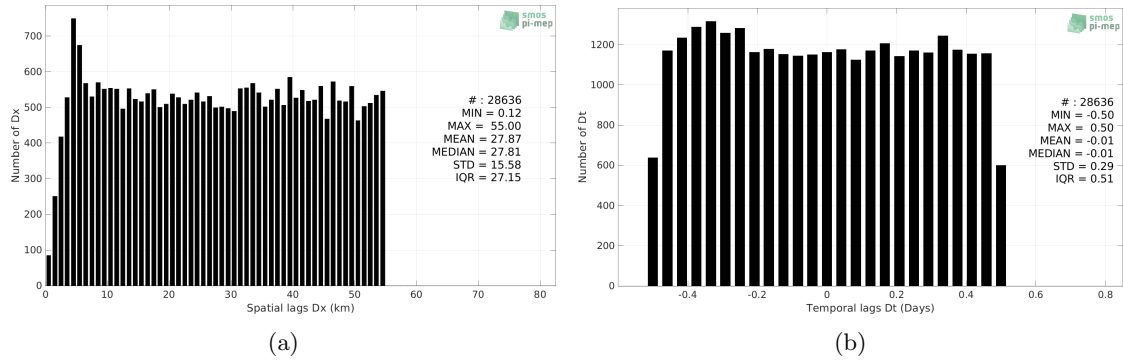 smos
pi-mep
700
600
500
400
300
200
100
0
Number of Dx
# : 28636
MIN = 0.12
MAX = 55.00
MEAN = 27.87
MEDIAN = 27.81
STD = 15.58
IQR = 27.15
0 10 20 30 40 50 60 70 80
Spatial lags Dx (km)
(a)
smos
pi-mep
1200
1000
800
600
400
200
0
Number of Dt
# : 28636
MIN = -0.50
MAX = 0.50
MEAN = -0.01
MEDIAN = -0.01
STD = 0.29
IQR = 0.51
-0.4 -0.2 0 0.2 0.4 0.6 0.8
Temporal lags Dt (Days)
(b)